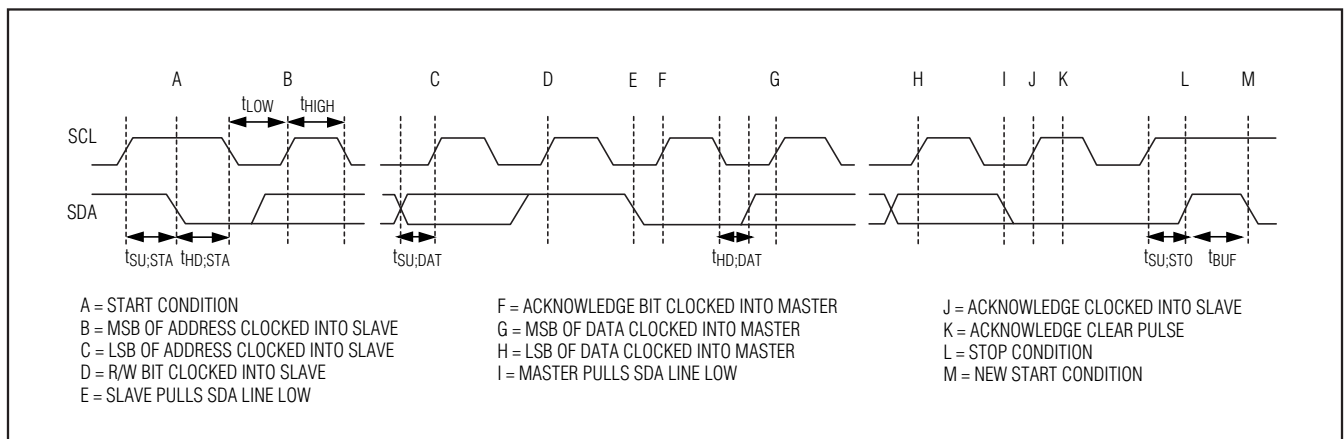 A B C D E F G H I J K L M
tLOW tHIGH
SCL
SDA
tSU;STA tHD;STA tSU;DAT tHD;DAT tSU;STO tBUF
A = START CONDITION
B = MSB OF ADDRESS CLOCKED INTO SLAVE
C = LSB OF ADDRESS CLOCKED INTO SLAVE
D = R/W BIT CLOCKED INTO SLAVE
E = SLAVE PULLS SDA LINE LOW
F = ACKNOWLEDGE BIT CLOCKED INTO MASTER
G = MSB OF DATA CLOCKED INTO MASTER
H = LSB OF DATA CLOCKED INTO MASTER
I = MASTER PULLS SDA LINE LOW
J = ACKNOWLEDGE CLOCKED INTO SLAVE
K = ACKNOWLEDGE CLEAR PULSE
L = STOP CONDITION
M = NEW START CONDITION